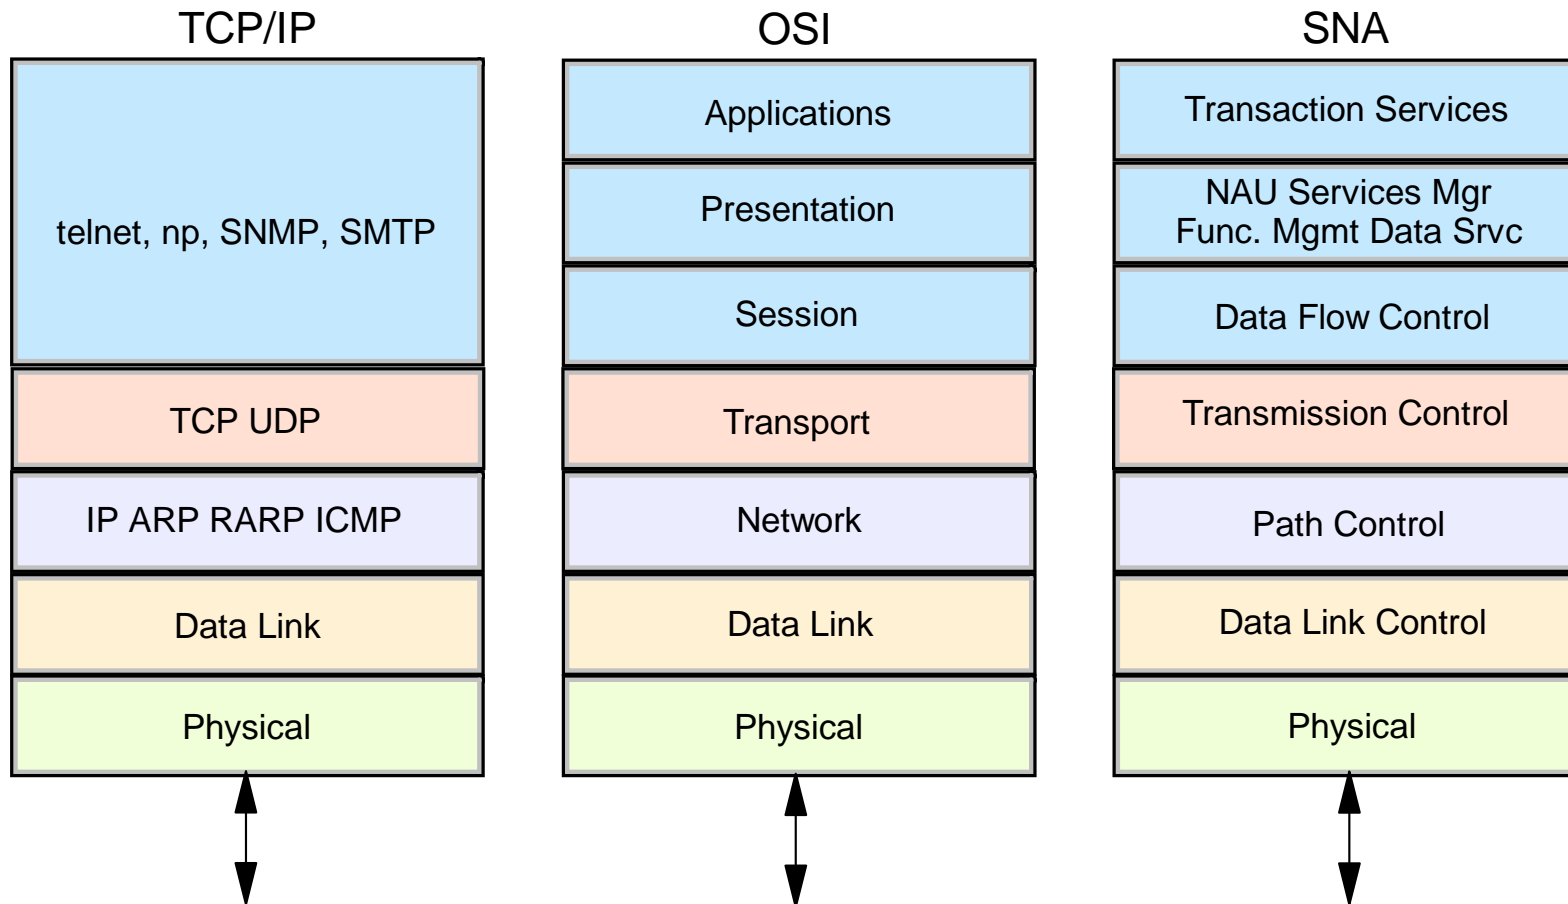 TCP/IP
telnet, np, SNMP, SMTP
TCP UDP
IP ARP RARP ICMP
Data Link
Physical
OSI
Applications
Presentation
Session
Transport
Network
Data Link
Physical
SNA
Transaction Services
NAU Services Mgr
Func. Mgmt Data Srvc
Data Flow Control
Transmission Control
Path Control
Data Link Control
Physical